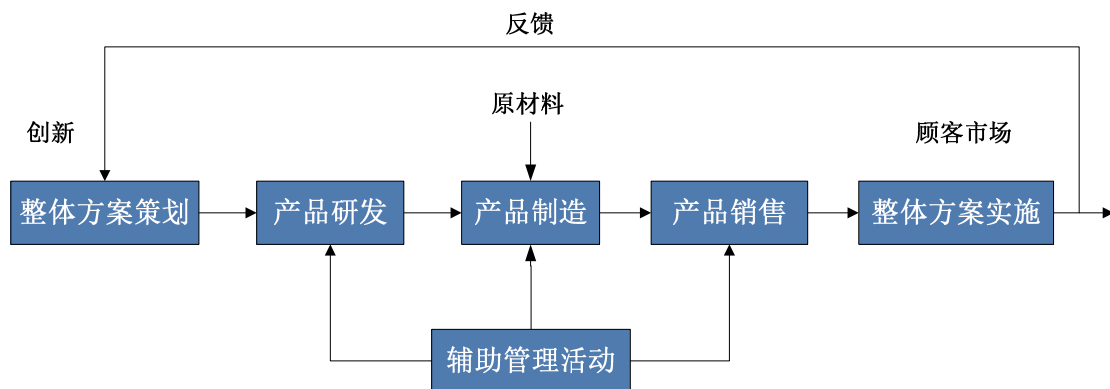 反馈
原材料
创新
顾客市场
整体方案策划
产品研发
产品制造
产品销售
整体方案实施
辅助管理活动